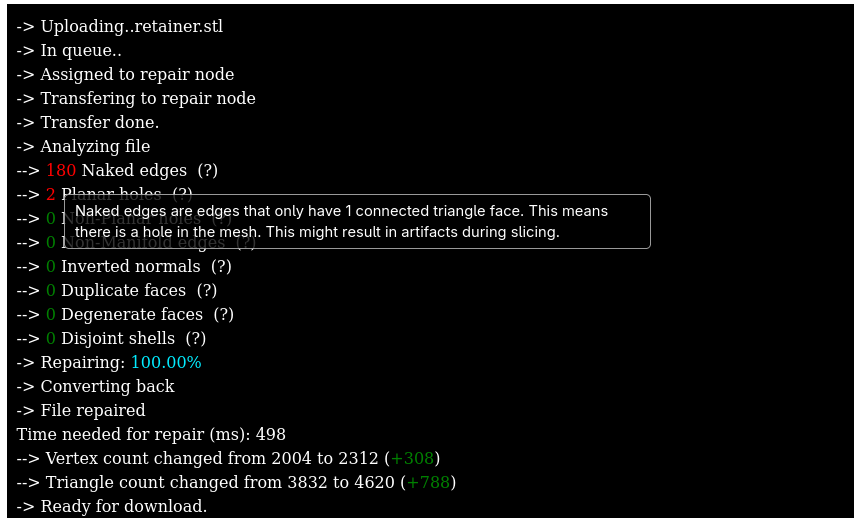 -> Uploading..retainer.stl
-> In queue..
-> Assigned to repair node
-> Transfering to repair node
-> Transfer done.
-> Analyzing file
--> 180 Naked edges (?)
--> 2 Planar holes (?)
--> 0 Non-Planar holes (?)
--> 0 Non-Manifold edges (?)
Naked edges are edges that only have 1 connected triangle face. This means
there is a hole in the mesh. This might result in artifacts during slicing.
--> 0 Inverted normals (?)
--> 0 Duplicate faces (?)
--> 0 Degenerate faces (?)
--> 0 Disjoint shells (?)
-> Repairing: 100.00%
-> Converting back
-> File repaired
Time needed for repair (ms): 498
--> Vertex count changed from 2004 to 2312 (+308)
--> Triangle count changed from 3832 to 4620 (+788)
-> Ready for download.